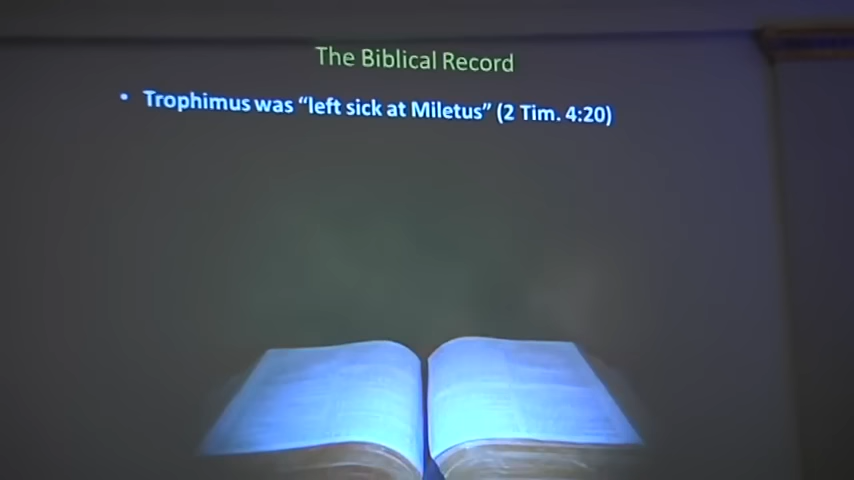 The Biblical Record
• Trophimus was “left sick at Miletus” (2 Tim. 4:20)